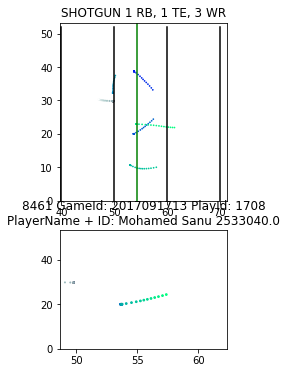 SHOTGUN 1 RB, 1 TE, 3 WR
50
40
30
20
10
0
40 50 60 70
8461 GameId: 2017091713 PlayId: 1708
PlayerName + ID: Mohamed Sanu 2533040.0
40
20
0
50 55 60